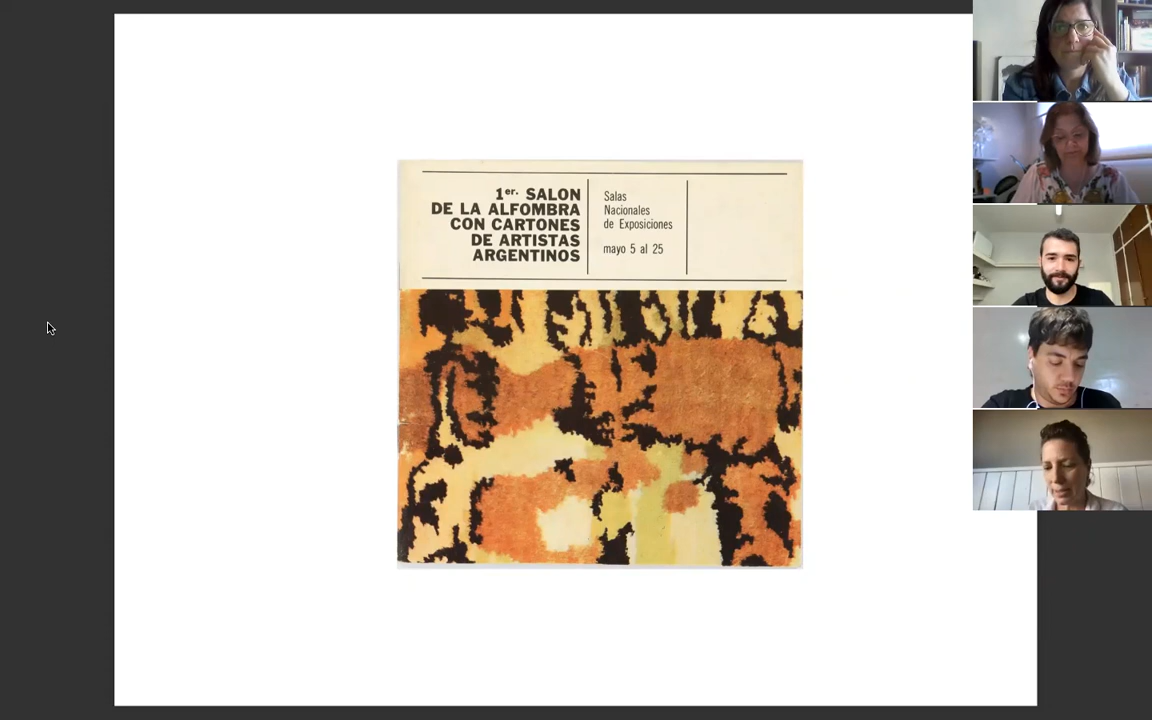 1er. SALON
DE LA ALFOMBRA
CON CARTONES
DE ARTISTAS
ARGENTINOS
Salas
Nacionales
de Exposiciones
mayo 5 al 25